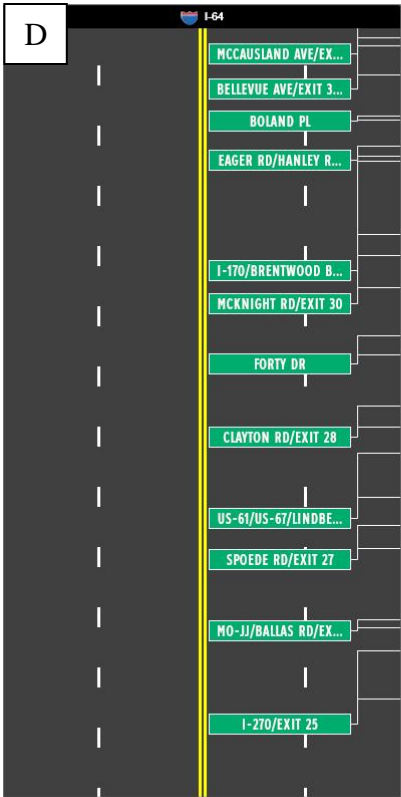 D
I-64
MCCAUSLAND AVE/EX...
BELLEVUE AVE/EXIT 3...
BOLAND PL
EAGER RD/HANLEY R...
I-170/BRENTWOOD B...
MCKNIGHT RD/EXIT 30
FORTY DR
CLAYTON RD/EXIT 28
US-61/US-67/LINDBE...
SPOEDE RD/EXIT 27
MO-JJ/BALLAS RD/EX...
I-270/EXIT 25